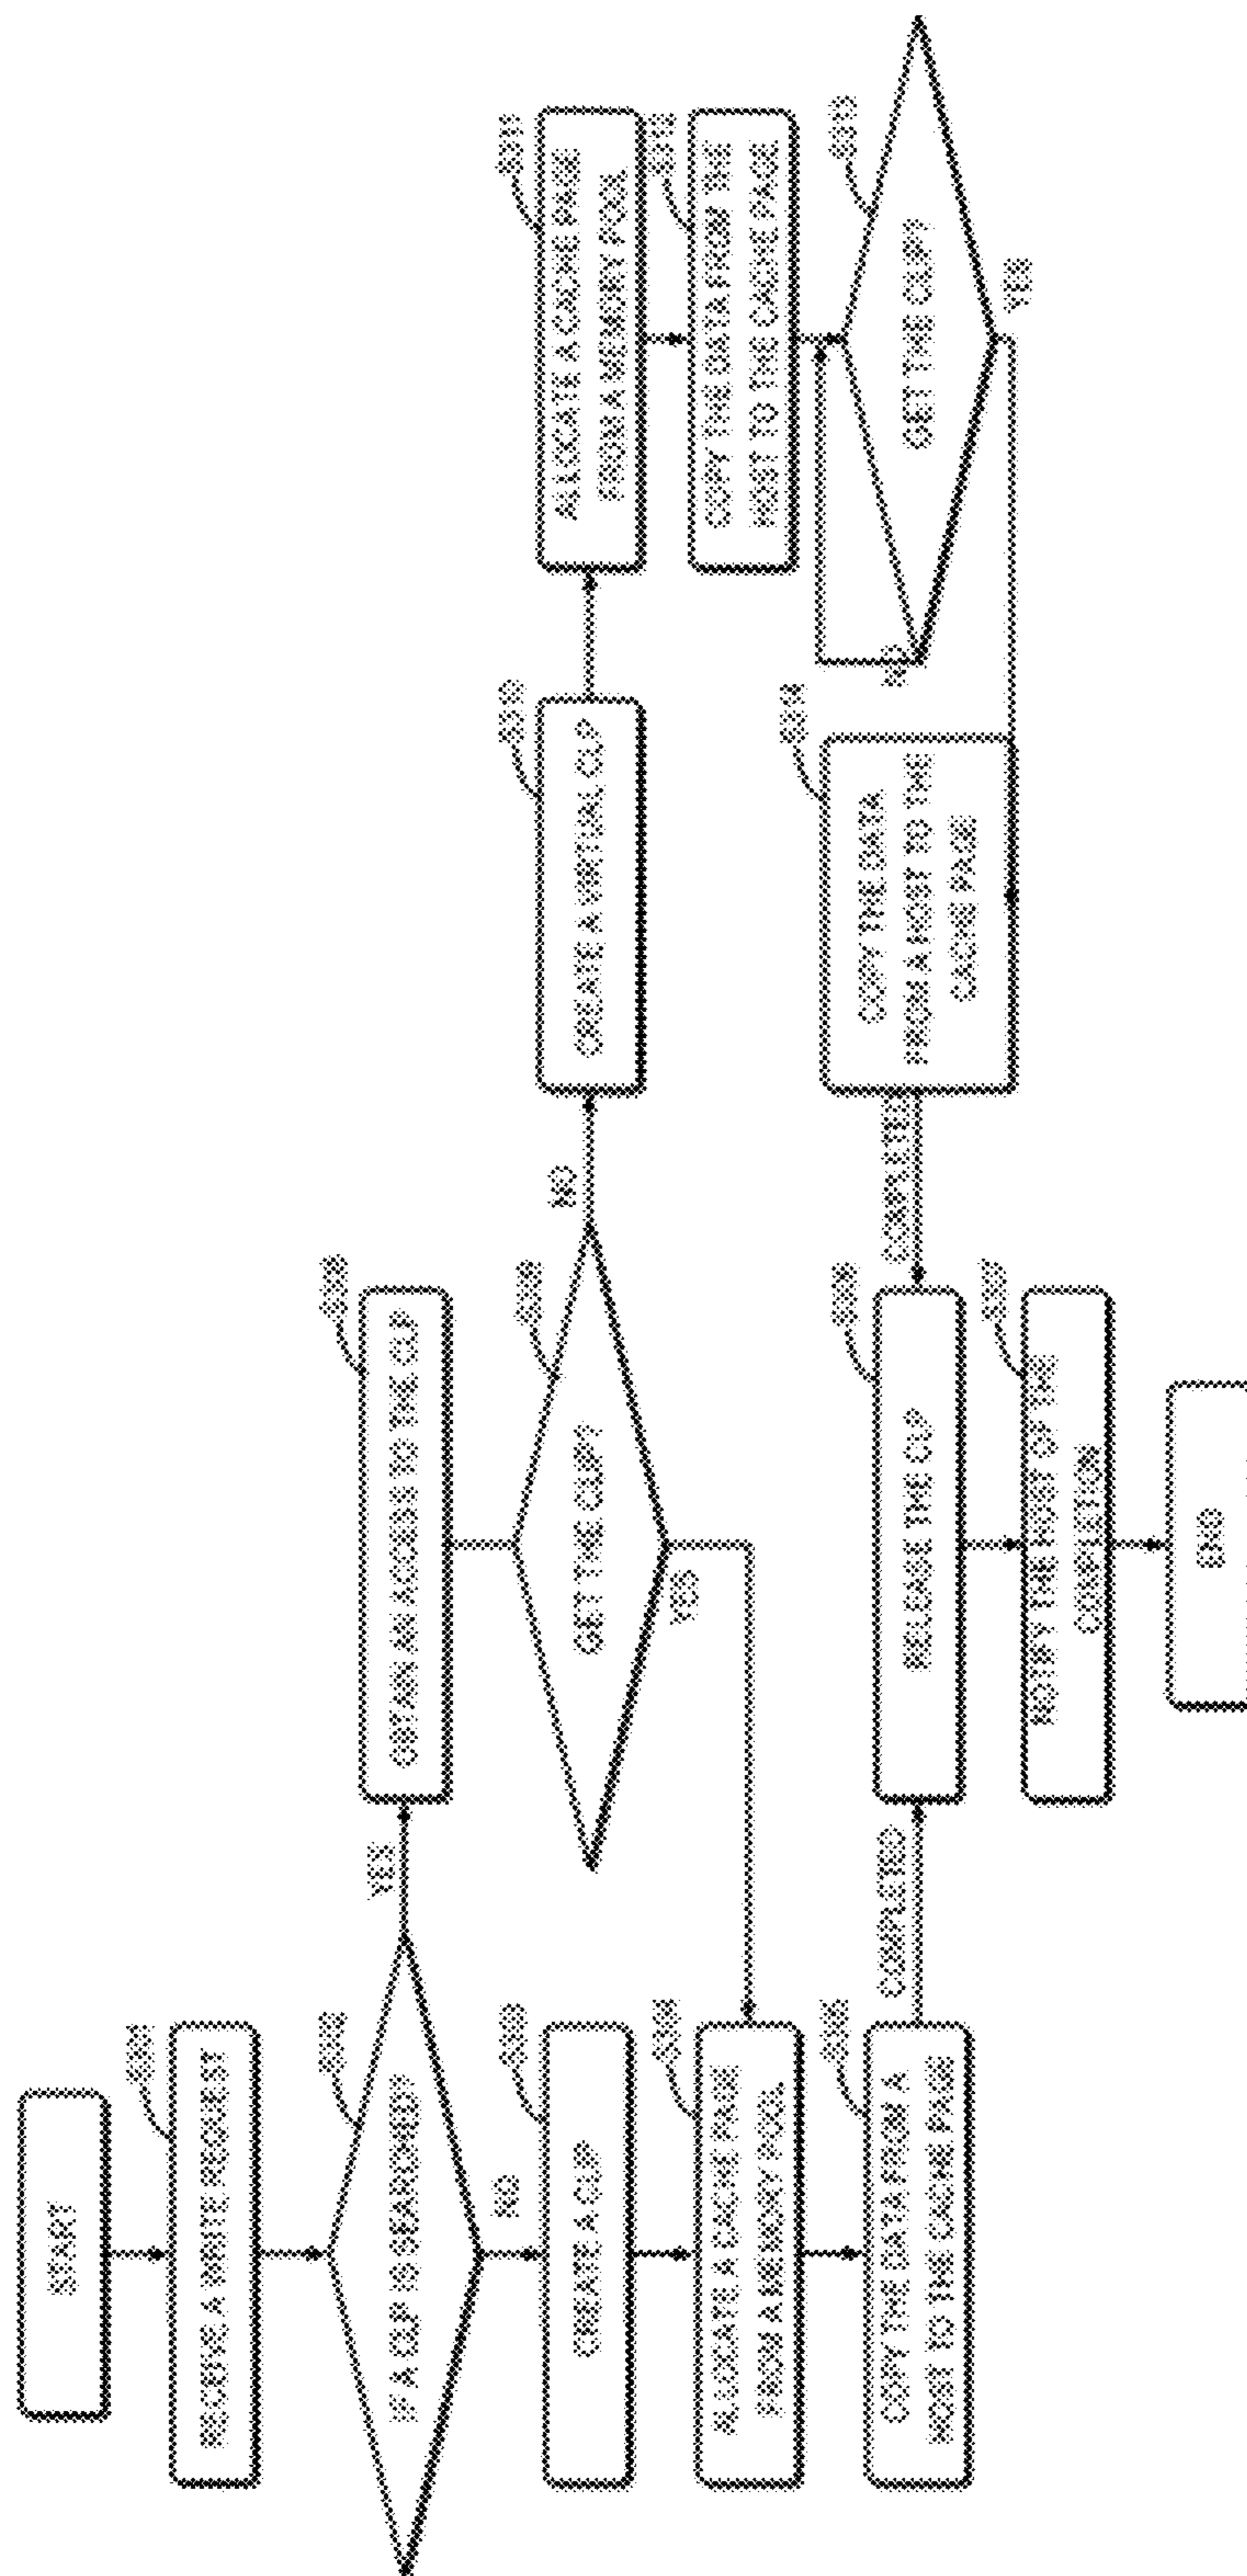 START
RECEIVE A WRITE REQUEST
IF A CLP IS SEARCHED?
YES
NO
CREATE A CLP
ALLOCATE A CACHE PAGE
FROM A MEMORY POOL
COPY THE DATA FROM A
HOST TO THE CACHE PAGE
COMPLETED
OBTAIN AN ACCESS TO THE CLP
GET THE CLP?
NO
YES
RELEASE THE CLP
NOTIFY THE HOST OF THE
COMPLETION
END
CREATE A VIRTUAL CLP
COPY THE DATA
FROM A HOST TO THE
CACHE PAGE
COMPLETED
ALLOCATE A CACHE PAGE
FROM A MEMORY POOL
COPY THE DATA FROM THE
HOST TO THE CACHE PAGE
GET THE CLP?
NO
YES